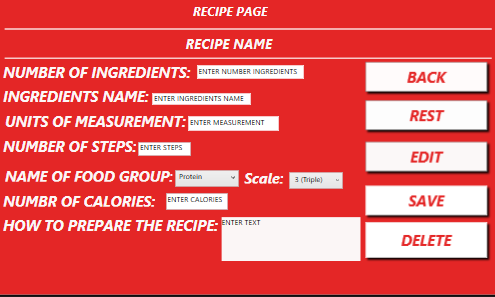 RECIPE PAGE
RECIPE NAME
NUMBER OF INGREDIENTS: ENTER NUMBER INGREDIENTS
BACK
INGREDIENTS NAME: ENTER INGREDIENTS NAME
REST
UNITS OF MEASUREMENT: ENTER MEASUREMENT
NUMBER OF STEPS: ENTER STEPS
EDIT
NAME OF FOOD GROUP: Protein Scale: 3 (Triple)
NUMBR OF CALORIES: ENTER CALORIES
SAVE
HOW TO PREPARE THE RECIPE: ENTER TEXT
DELETE